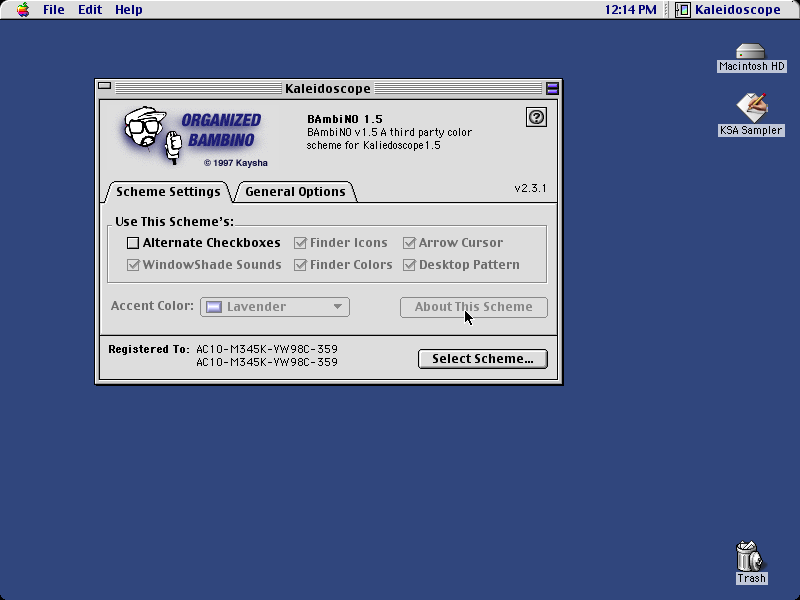 File Edit Help 12:14 PM Kaleidoscope
Macintosh HD
KSA Sampler
Kaleidoscope
ORGANIZED
BAMBINO
© 1997 Kaysha
BAmbiNO 1.5
BAmbiNO v1.5 A third party color
scheme for Kaliedoscope1.5
Scheme Settings General Options v2.3.1
Use This Scheme's:
Alternate Checkboxes Finder Icons Arrow Cursor
WindowShade Sounds Finder Colors Desktop Pattern
Accent Color: Lavender About This Scheme
Registered To: AC10-M345K-VW98C-359
AC10-M345K-VW98C-359
Select Scheme...
Trash